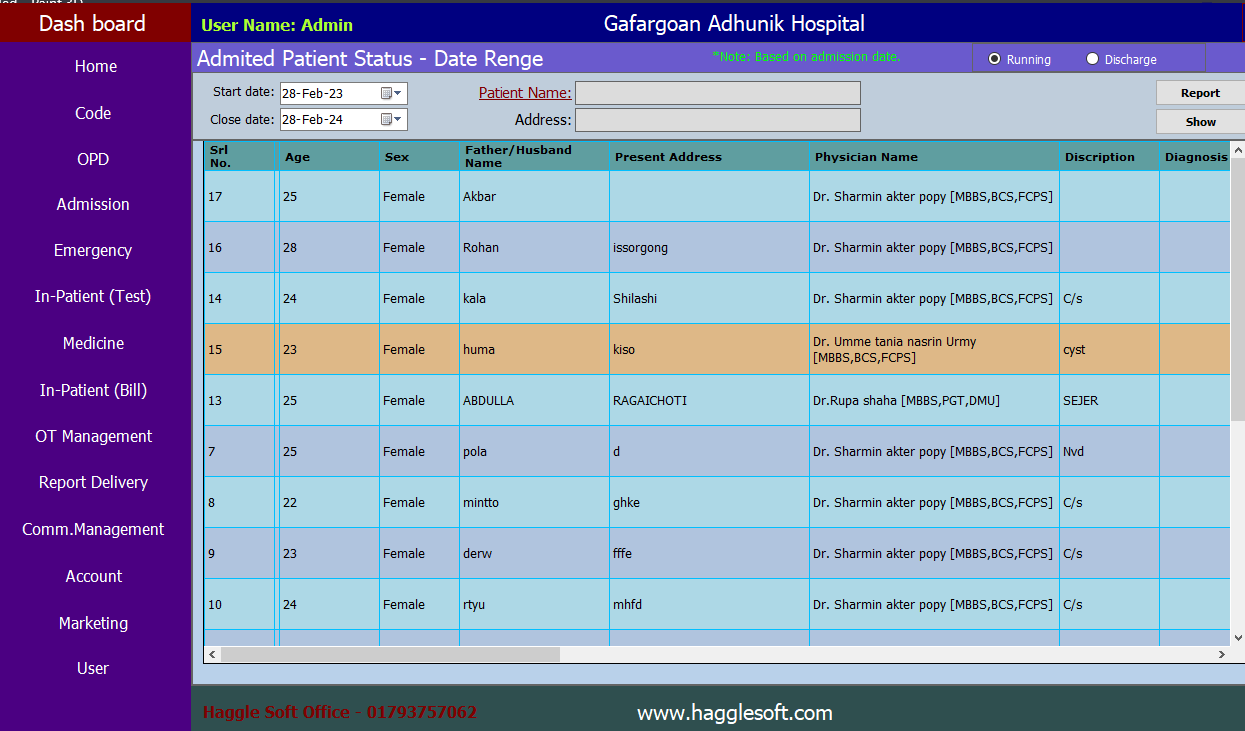 Dash board
User Name: Admin
Gafargoan Adhunik Hospital
Home
Code
OPD
Admission
Emergency
In-Patient (Test)
Medicine
In-Patient (Bill)
OT Management
Report Delivery
Comm.Management
Account
Marketing
User
Admited Patient Status - Date Renge
*Note: Based on admission date.
Running
Discharge
Start date: 28-Feb-23
Patient Name:
Report
Close date: 28-Feb-24
Address:
Show
Srl No. Age Sex Father/Husband Name Present Address Physician Name Discription Diagnosis
17 25 Female Akbar Dr. Sharmin akter popy [MBBS,BCS,FCPS]
16 28 Female Rohan issorgong Dr. Sharmin akter popy [MBBS,BCS,FCPS]
14 24 Female kala Shilashi Dr. Sharmin akter popy [MBBS,BCS,FCPS] C/s
15 23 Female huma kiso Dr. Umme tania nasrin Urmy [MBBS,BCS,FCPS] cyst
13 25 Female ABDULLA RAGAICHOTI Dr.Rupa shaha [MBBS,PGT,DMU] SEJER
7 25 Female pola d Dr. Sharmin akter popy [MBBS,BCS,FCPS] Nvd
8 22 Female mintto ghke Dr. Sharmin akter popy [MBBS,BCS,FCPS] C/s
9 23 Female derw fffe Dr. Sharmin akter popy [MBBS,BCS,FCPS] C/s
10 24 Female rtyu mhfd Dr. Sharmin akter popy [MBBS,BCS,FCPS] C/s
Haggle Soft Office - 01793757062
www.hagglesoft.com